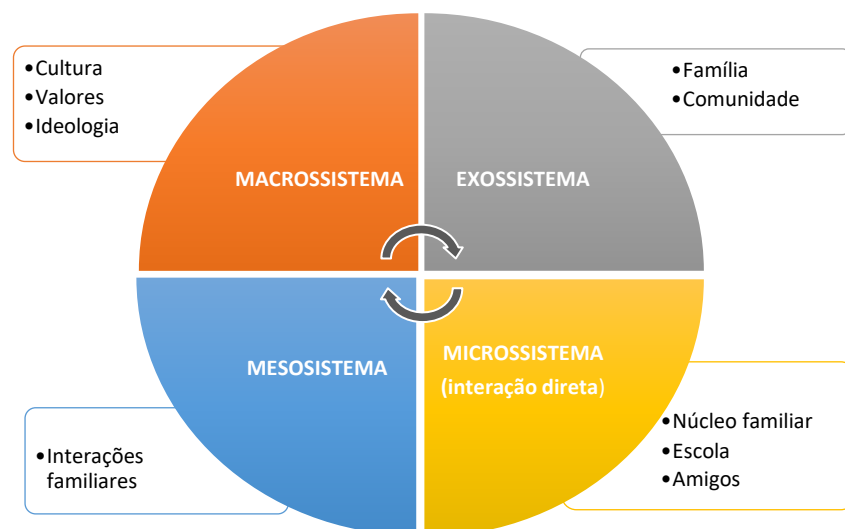 •Cultura
•Valores
•Ideologia
•Família
•Comunidade
MACROSSISTEMA
EXOSSISTEMA
MESOSISTEMA
MICROSSISTEMA
(interação direta)
•Interações
familiares
•Núcleo familiar
•Escola
•Amigos